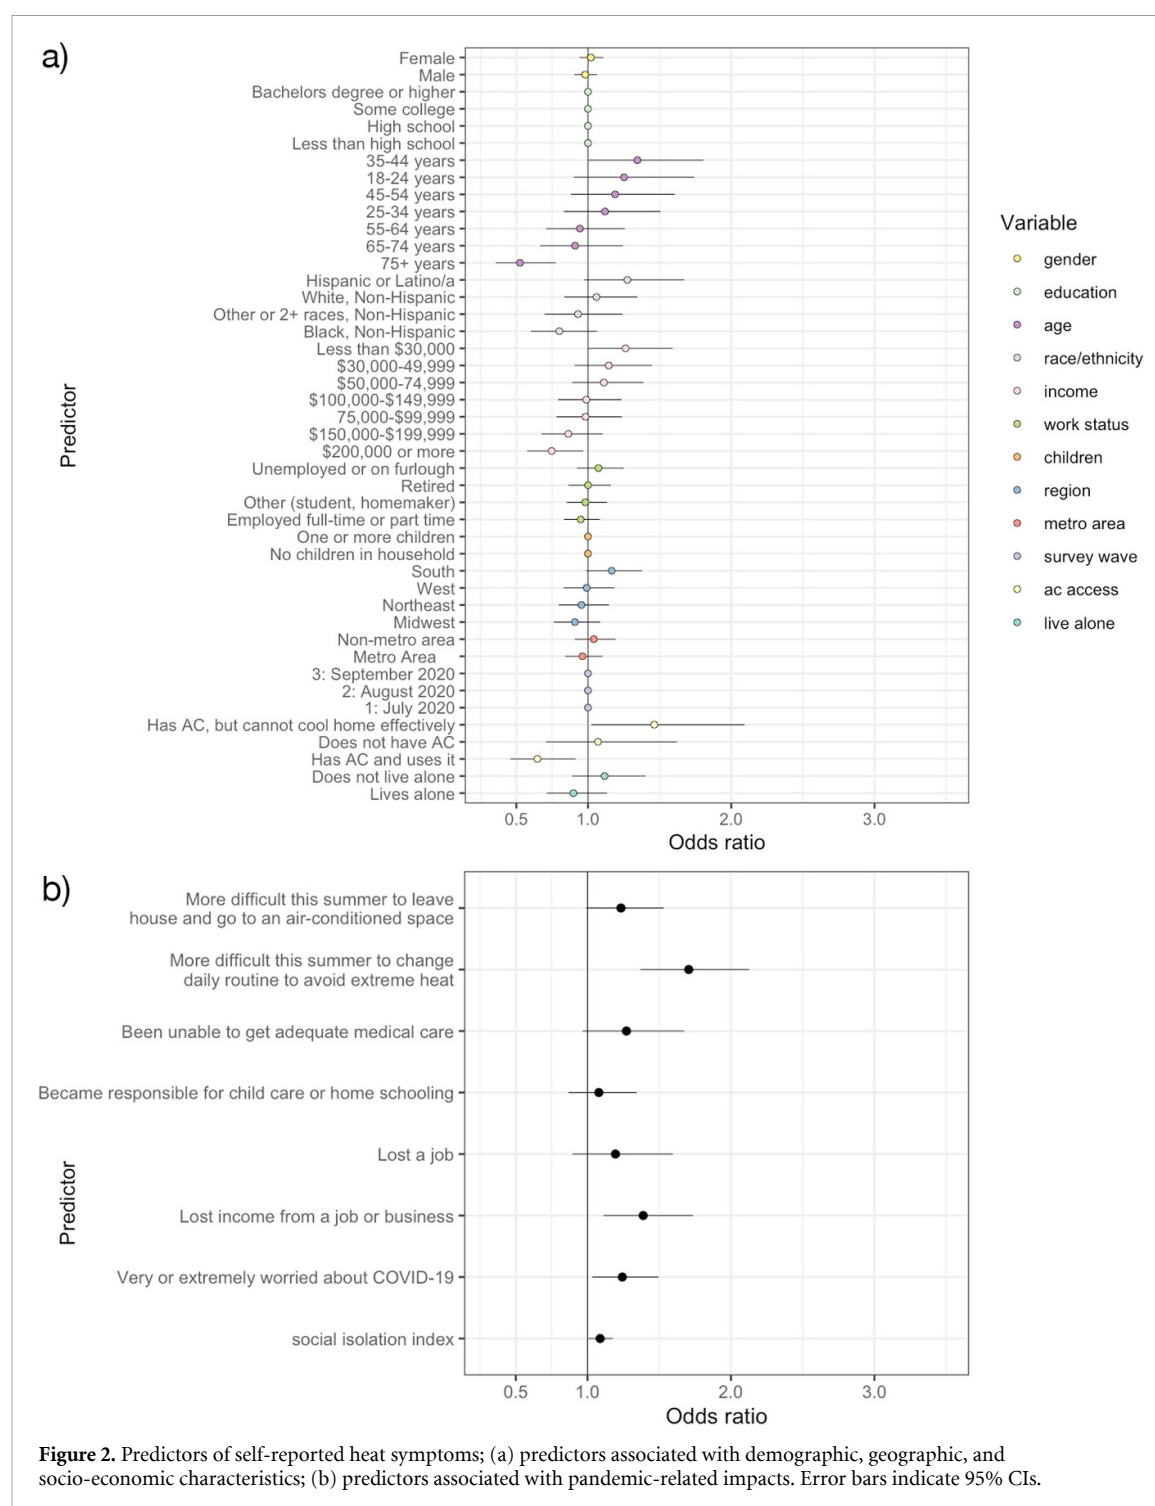 a)
Female
Male
Bachelors degree or higher
Some college
High school
Less than high school
35-44 years
18-24 years
45-54 years
25-34 years
55-64 years
65-74 years
75+ years
Hispanic or Latino/a
White, Non-Hispanic
Other or 2+ races, Non-Hispanic
Black, Non-Hispanic
Less than $30,000
$30,000-49,999
$50,000-74,999
$100,000-$149,999
75,000-$99,999
$150,000-$199,999
$200,000 or more
Unemployed or on furlough
Retired
Other (student, homemaker)
Employed full-time or part time
One or more children
No children in household
South
West
Northeast
Midwest
Non-metro area
Metro Area
3: September 2020
2: August 2020
1: July 2020
Has AC, but cannot cool home effectively
Does not have AC
Has AC and uses it
Does not live alone
Lives alone
Predictor
0.5 1.0 2.0 3.0
Odds ratio
Variable
gender
education
age
race/ethnicity
income
work status
children
region
metro area
survey wave
ac access
live alone
b)
More difficult this summer to leave
house and go to an air-conditioned space
More difficult this summer to change
daily routine to avoid extreme heat
Been unable to get adequate medical care
Became responsible for child care or home schooling
Lost a job
Lost income from a job or business
Very or extremely worried about COVID-19
social isolation index
Predictor
0.5 1.0 2.0 3.0
Odds ratio
Figure 2. Predictors of self-reported heat symptoms; (a) predictors associated with demographic, geographic, and
socio-economic characteristics; (b) predictors associated with pandemic-related impacts. Error bars indicate 95% CIs.